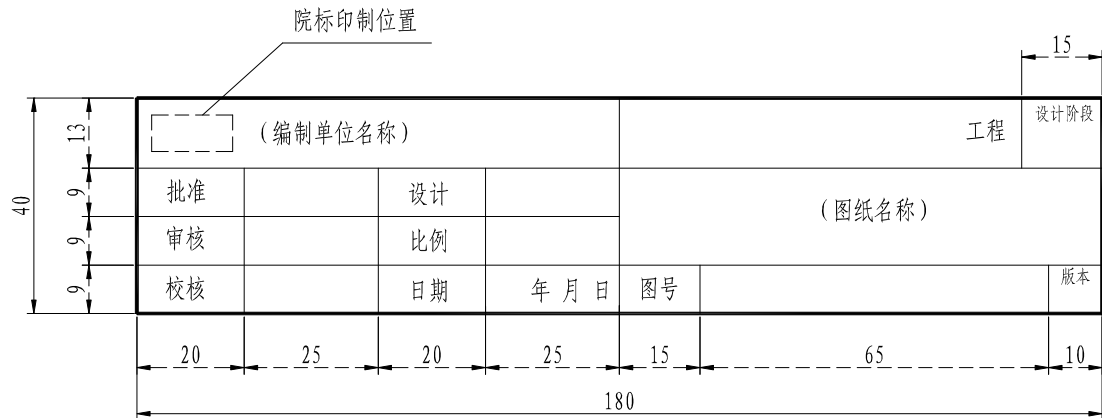 院标印制位置
15
13
(编制单位名称)
工程
设计阶段
40
9
批准
设计
(图纸名称)
9
审核
比例
9
校核
日期
年 月 日
图号
版本
20
25
20
25
15
65
10
180